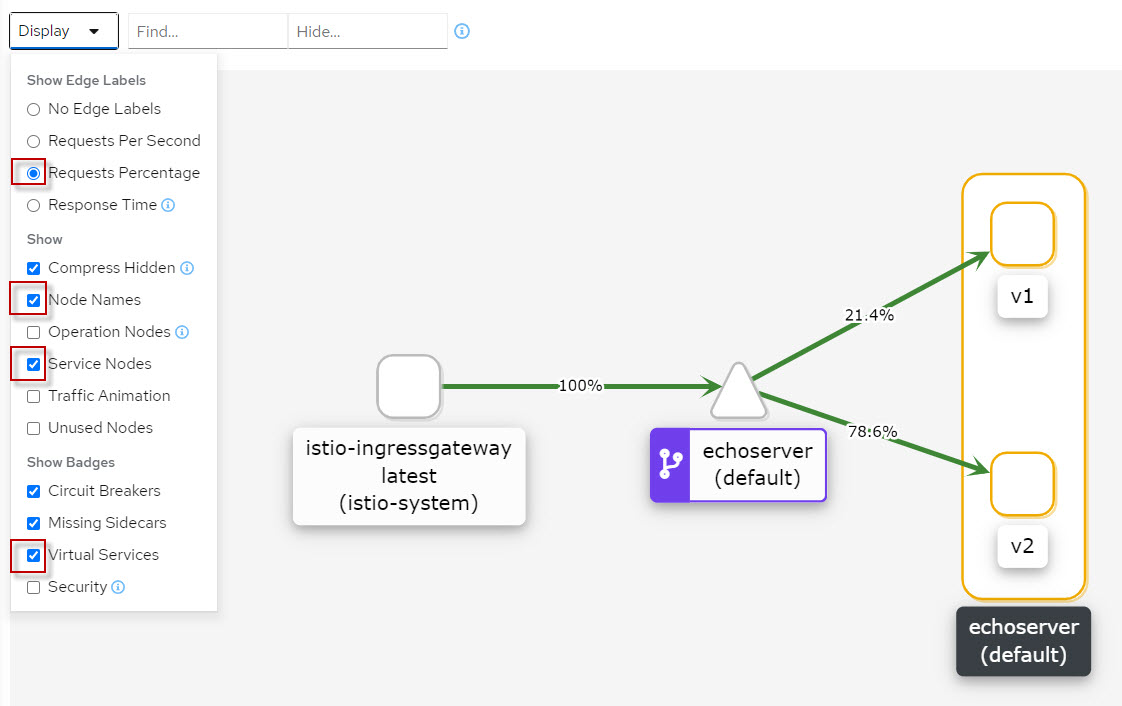 Display
Find...
Hide...
Show Edge Labels
No Edge Labels
Requests Per Second
Requests Percentage
Response Time
Show
Compress Hidden
Node Names
Operation Nodes
Service Nodes
Traffic Animation
Unused Nodes
Show Badges
Circuit Breakers
Missing Sidecars
Virtual Services
Security
istio-ingressgateway
latest
(istio-system)
100%
echoserver
(default)
21.4%
78.6%
v1
v2
echoserver
(default)